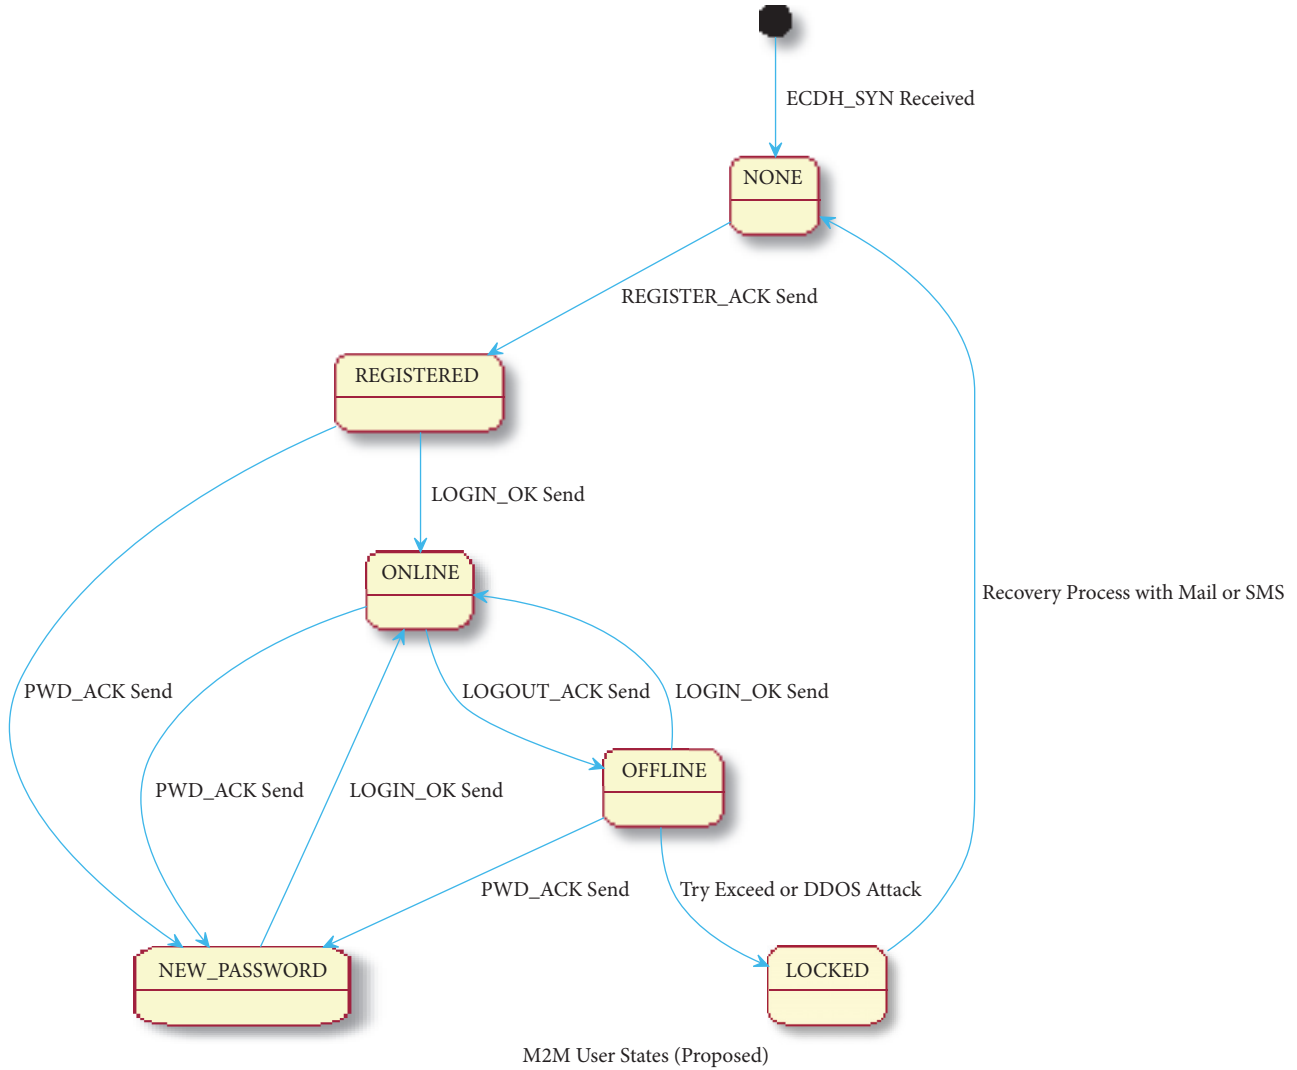 ECDH_SYN Received
NONE
REGISTER_ACK Send
REGISTERED
LOGIN_OK Send
ONLINE
Recovery Process with Mail or SMS
PWD_ACK Send
LOGOUT_ACK Send
LOGIN_OK Send
OFFLINE
PWD_ACK Send
LOGIN_OK Send
PWD_ACK Send
Try Exceed or DDOS Attack
NEW_PASSWORD
LOCKED
M2M User States (Proposed)